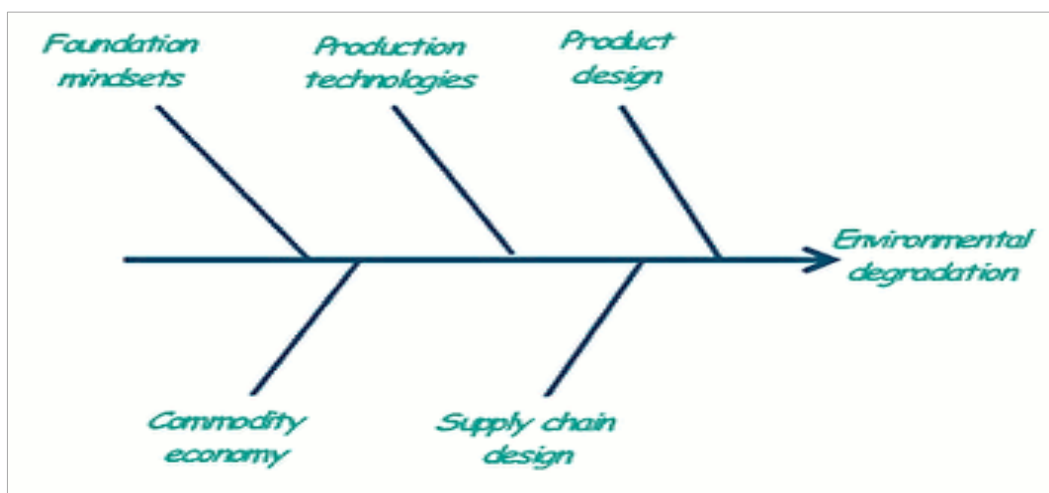 Foundation
mindsets
Production
technologies
Product
design
Environmental
degradation
Commodity
economy
Supply chain
design